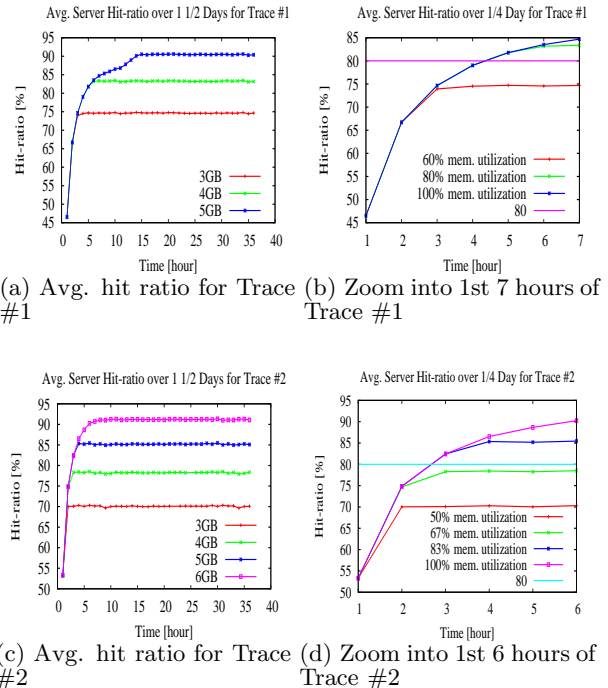 Avg. Server Hit-ratio over 1 1/2 Days for Trace #1
95
90
85
80
75
70
65
60
55
50
45
Hit-ratio [%]
3GB
4GB
5GB
0 5 10 15 20 25 30 35 40
Time [hour]
(a) Avg. hit ratio for Trace
#1
Avg. Server Hit-ratio over 1/4 Day for Trace #1
85
80
75
70
65
60
55
50
45
Hit-ratio [%]
60% mem. utilization
80% mem. utilization
100% mem. utilization
80
1 2 3 4 5 6 7
Time [hour]
(b) Zoom into 1st 7 hours of
Trace #1
Avg. Server Hit-ratio over 1 1/2 Days for Trace #2
95
90
85
80
75
70
65
60
55
50
Hit-ratio [%]
3GB
4GB
5GB
6GB
0 5 10 15 20 25 30 35 40
Time [hour]
(c) Avg. hit ratio for Trace
#2
Avg. Server Hit-ratio over 1/4 Day for Trace #2
95
90
85
80
75
70
65
60
55
50
Hit-ratio [%]
50% mem. utilization
67% mem. utilization
83% mem. utilization
100% mem. utilization
80
1 2 3 4 5 6
Time [hour]
(d) Zoom into 1st 6 hours of
Trace #2